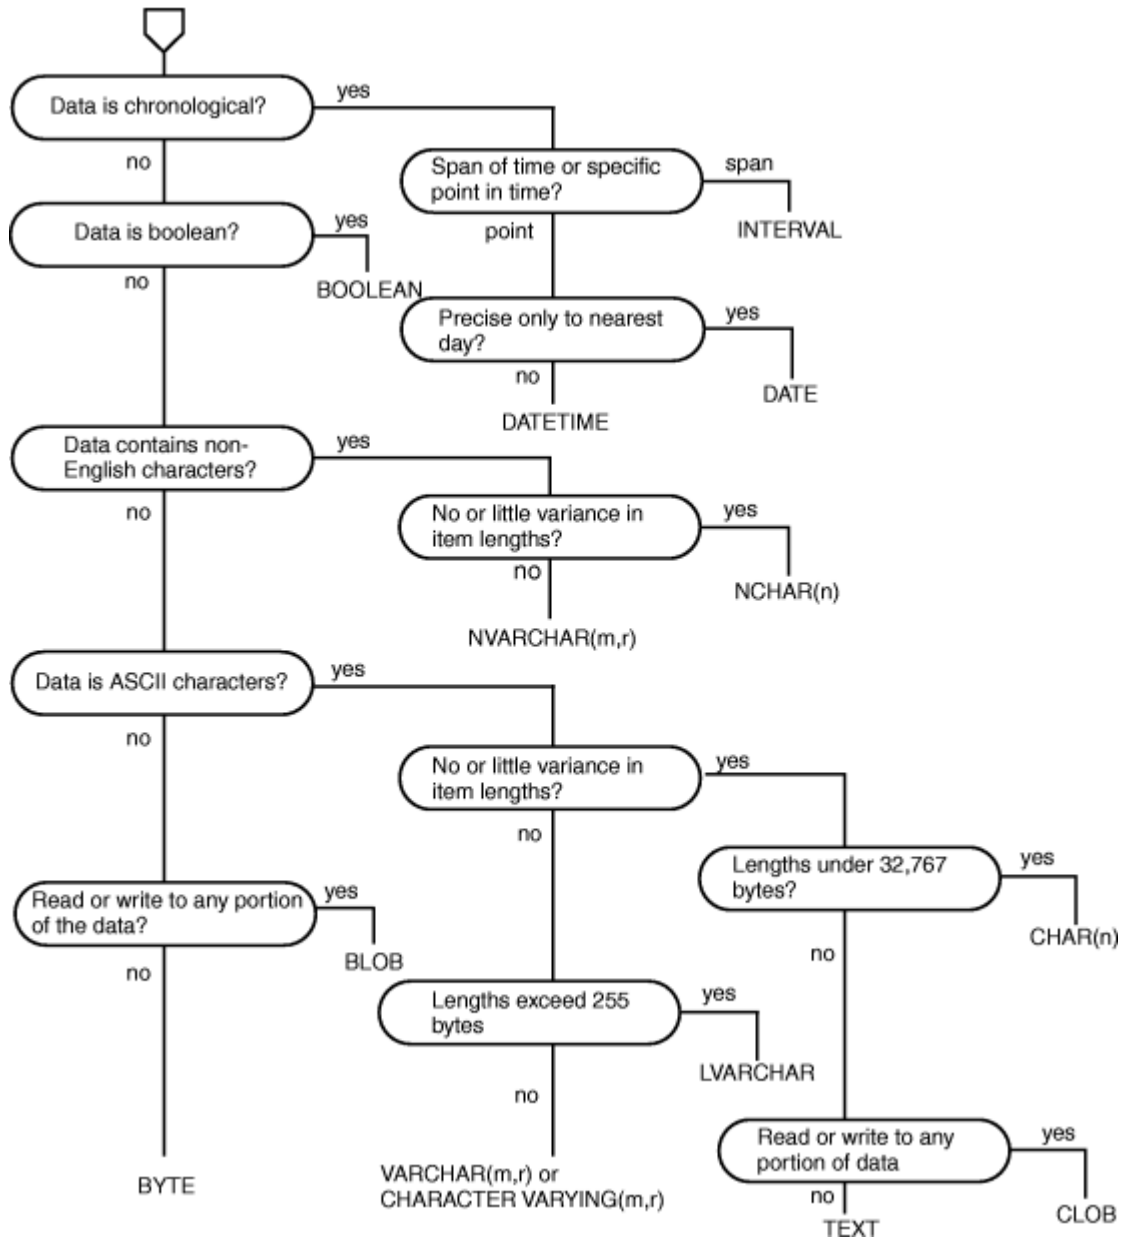 Data is chronological?
yes
no
Span of time or specific
point in time?
span
INTERVAL
point
Data is boolean?
yes
BOOLEAN
no
Precise only to nearest
day?
yes
DATE
no
DATETIME
Data contains non-
English characters?
yes
no
No or little variance in
item lengths?
yes
NCHAR(n)
no
NVARCHAR(m,r)
Data is ASCII characters?
yes
no
No or little variance in
item lengths?
yes
no
Lengths under 32,767
bytes?
yes
CHAR(n)
no
Read or write to any portion
of the data?
yes
BLOB
no
Lengths exceed 255
bytes
yes
LVARCHAR
no
Read or write to any
portion of data
yes
CLOB
no
TEXT
BYTE
VARCHAR(m,r) or
CHARACTER VARYING(m,r)